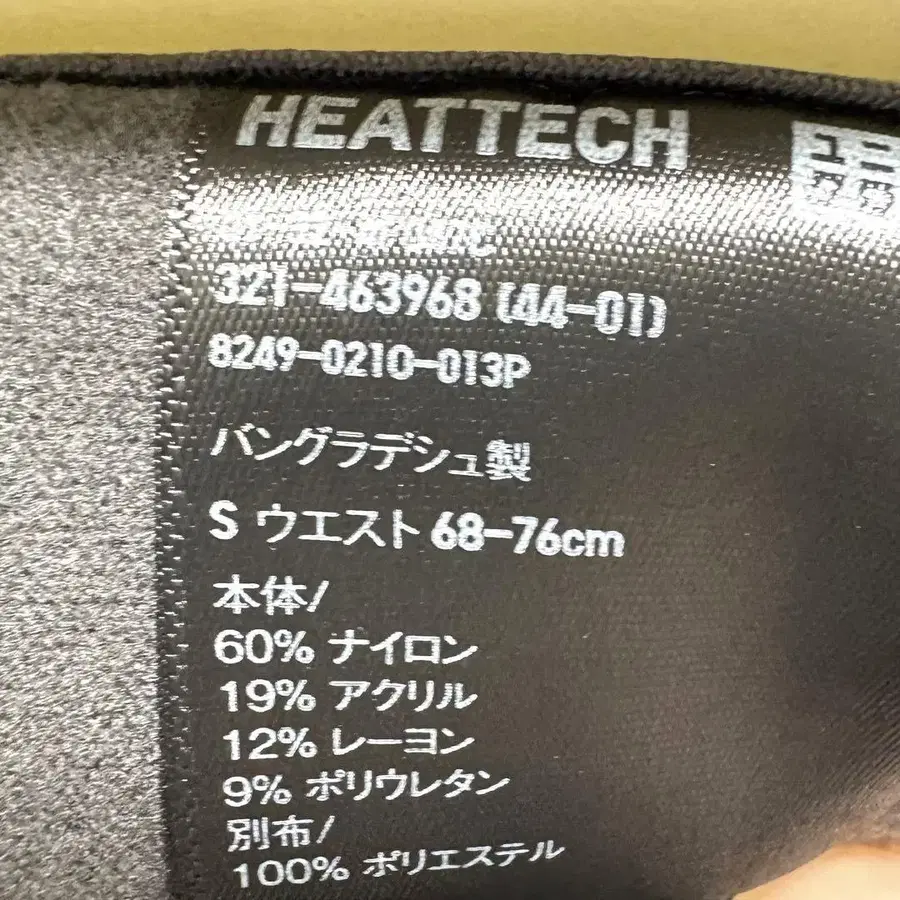 HEATTECH
321-463968 (44-01)
8249-0210-013P
バングラデシュ製
S ウエスト 68-76cm
本体/
60% ナイロン
19% アクリル
12% レーヨン
9% ポリウレタン
別布/
100% ポリエステル